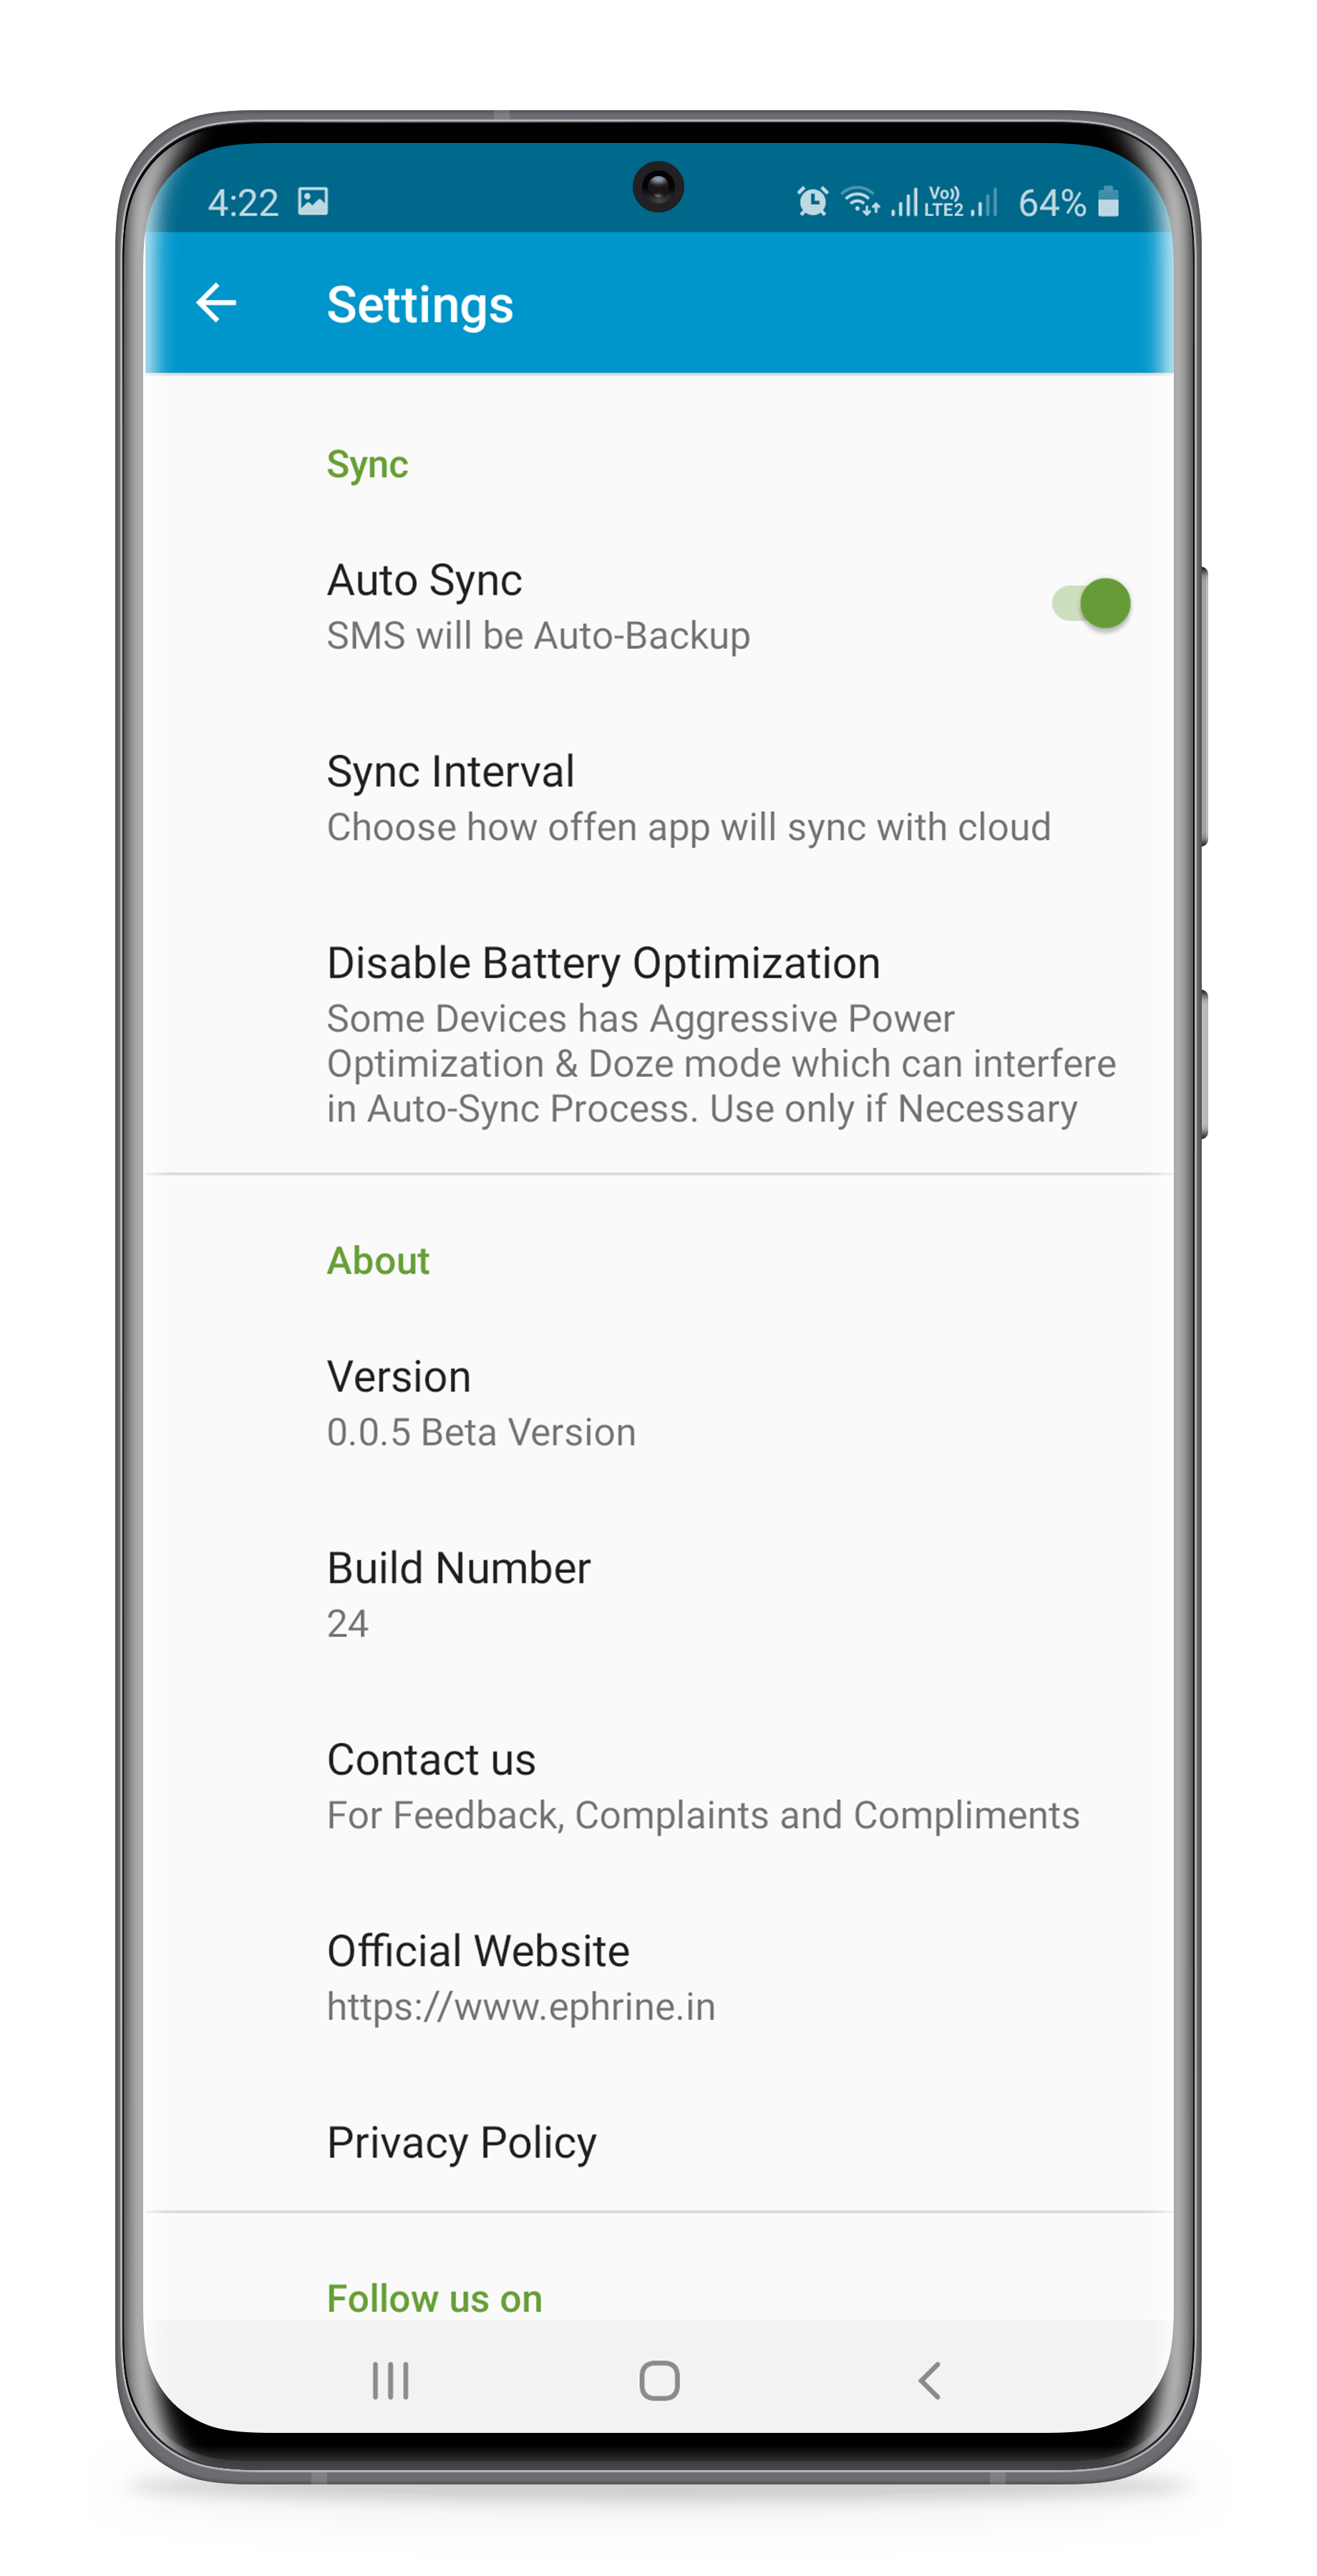 4:22
Vo)) LTE2
64%
Settings
Sync
Auto Sync
SMS will be Auto-Backup
Sync Interval
Choose how offen app will sync with cloud
Disable Battery Optimization
Some Devices has Aggressive Power
Optimization & Doze mode which can interfere
in Auto-Sync Process. Use only if Necessary
About
Version
0.0.5 Beta Version
Build Number
24
Contact us
For Feedback, Complaints and Compliments
Official Website
https://www.ephrine.in
Privacy Policy
Follow us on